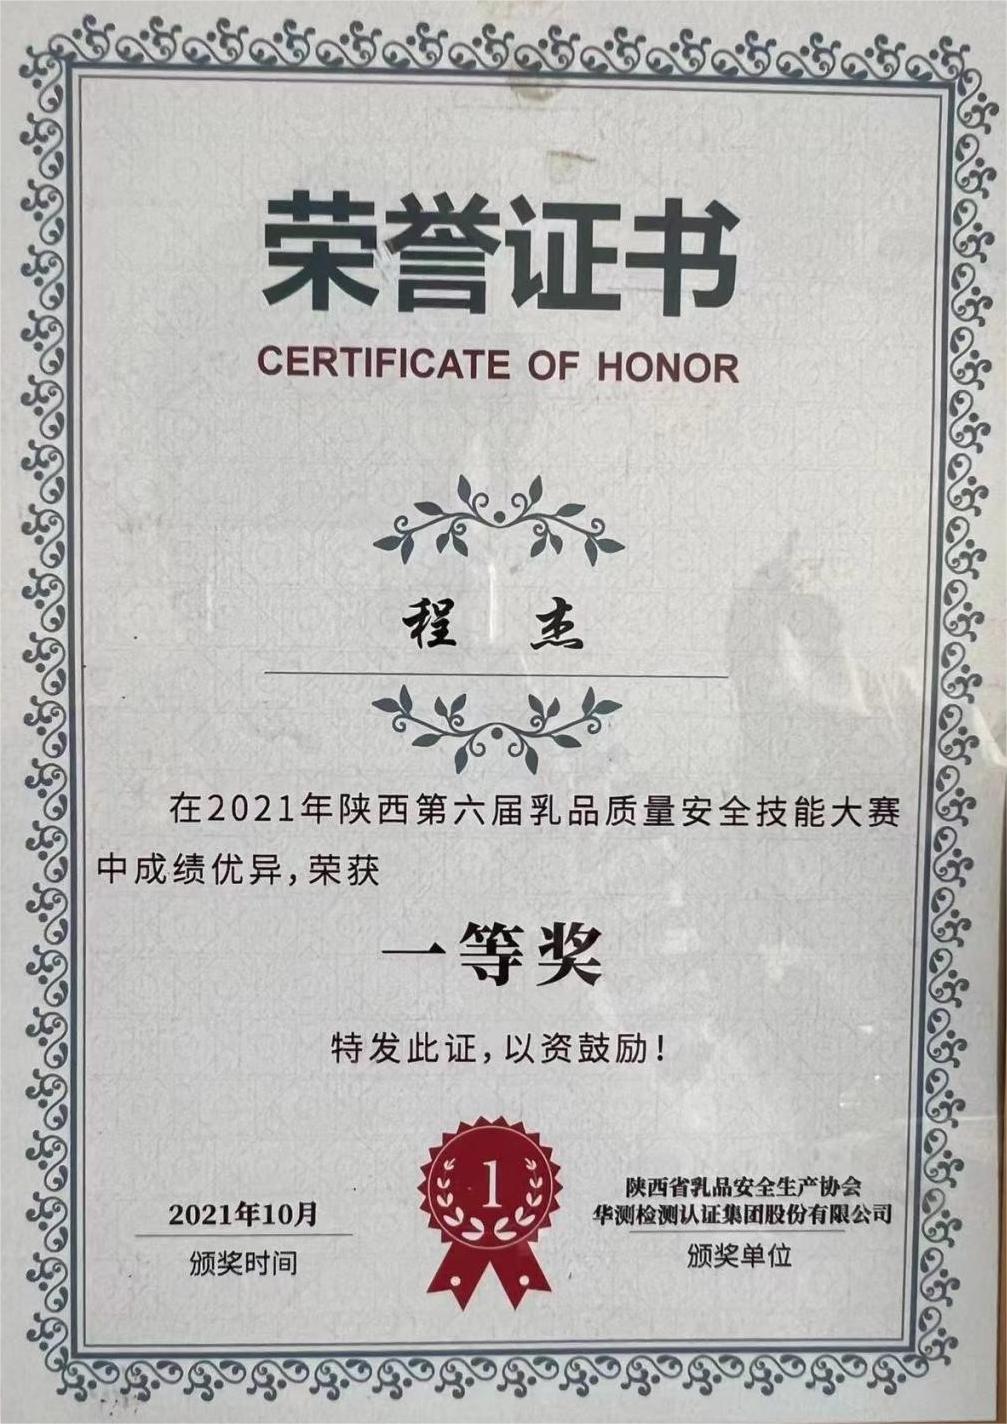 荣誉证书
CERTIFICATE OF HONOR
程 杰
在2021年陕西第六届乳品质量安全技能大赛
中成绩优异,荣获
一等奖
特发此证,以资鼓励!
1
2021年10月
颁奖时间
陕西省乳品安全生产协会
华测检测认证集团股份有限公司
颁奖单位